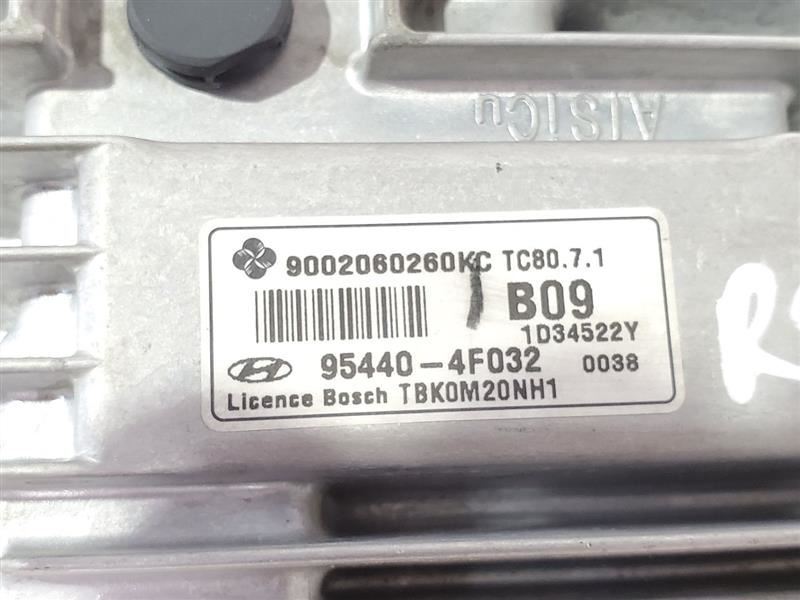 AlSiCu
9002060260KC TC80.7.1
B09
1D34522Y
95440-4F032 0038
Licence Bosch TBK0M20NH1